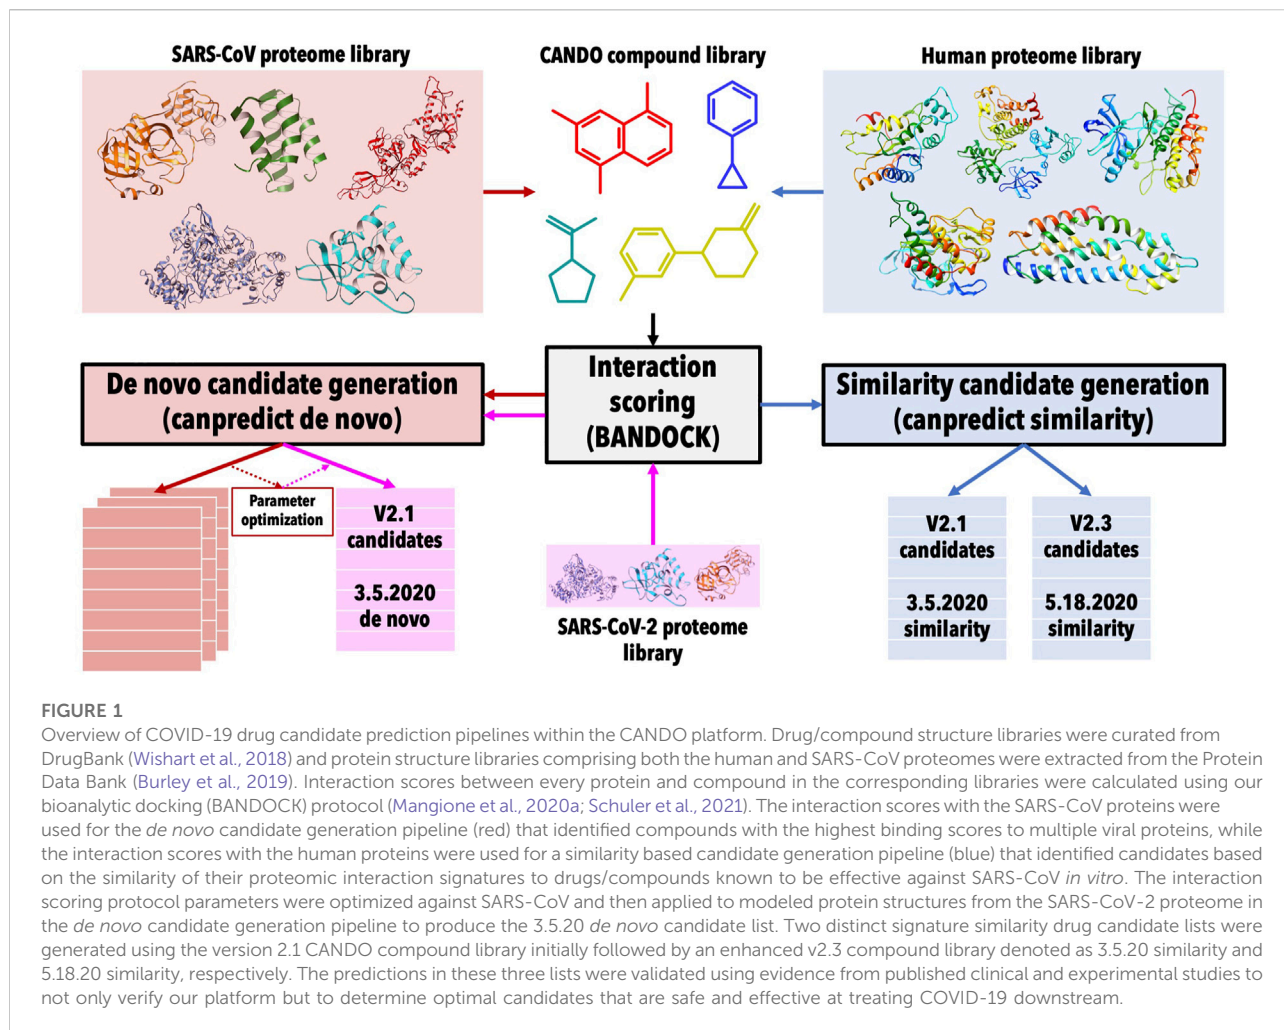 SARS-CoV proteome library
CANDO compound library
Human proteome library
De novo candidate generation
(canpredict de novo)
Interaction
scoring
(BANDOCK)
Similarity candidate generation
(canpredict similarity)
Parameter
optimization
V2.1
candidates
3.5.2020
de novo
SARS-CoV-2 proteome
library
V2.1
candidates
3.5.2020
similarity
V2.3
candidates
5.18.2020
similarity
FIGURE 1
Overview of COVID-19 drug candidate prediction pipelines within the CANDO platform. Drug/compound structure libraries were curated from
DrugBank (Wishart et al., 2018) and protein structure libraries comprising both the human and SARS-CoV proteomes were extracted from the Protein
Data Bank (Burley et al., 2019). Interaction scores between every protein and compound in the corresponding libraries were calculated using our
bioanalytic docking (BANDOCK) protocol (Mangione et al., 2020a; Schuler et al., 2021). The interaction scores with the SARS-CoV proteins were
used for the de novo candidate generation pipeline (red) that identified compounds with the highest binding scores to multiple viral proteins, while
the interaction scores with the human proteins were used for a similarity based candidate generation pipeline (blue) that identified candidates based
on the similarity of their proteomic interaction signatures to drugs/compounds known to be effective against SARS-CoV in vitro. The interaction
scoring protocol parameters were optimized against SARS-CoV and then applied to modeled protein structures from the SARS-CoV-2 proteome in
the de novo candidate generation pipeline to produce the 3.5.20 de novo candidate list. Two distinct signature similarity drug candidate lists were
generated using the version 2.1 CANDO compound library initially followed by an enhanced v2.3 compound library denoted as 3.5.20 similarity and
5.18.20 similarity, respectively. The predictions in these three lists were validated using evidence from published clinical and experimental studies to
not only verify our platform but to determine optimal candidates that are safe and effective at treating COVID-19 downstream.